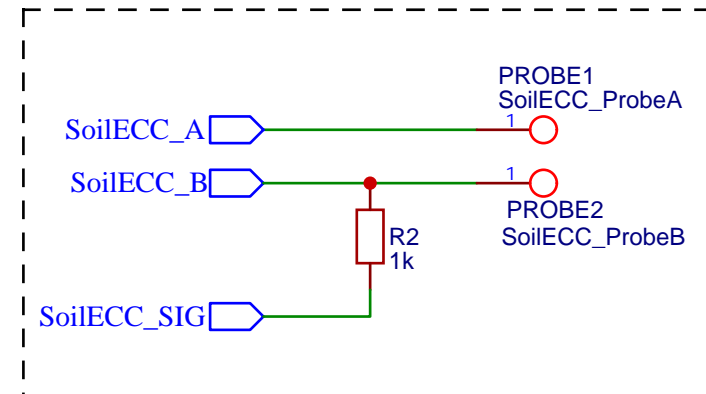 PROBE1
SoilECC_ProbeA
SoilECC_A
1
SoilECC_B
1
PROBE2
SoilECC_ProbeB
R2
1k
SoilECC_SIG